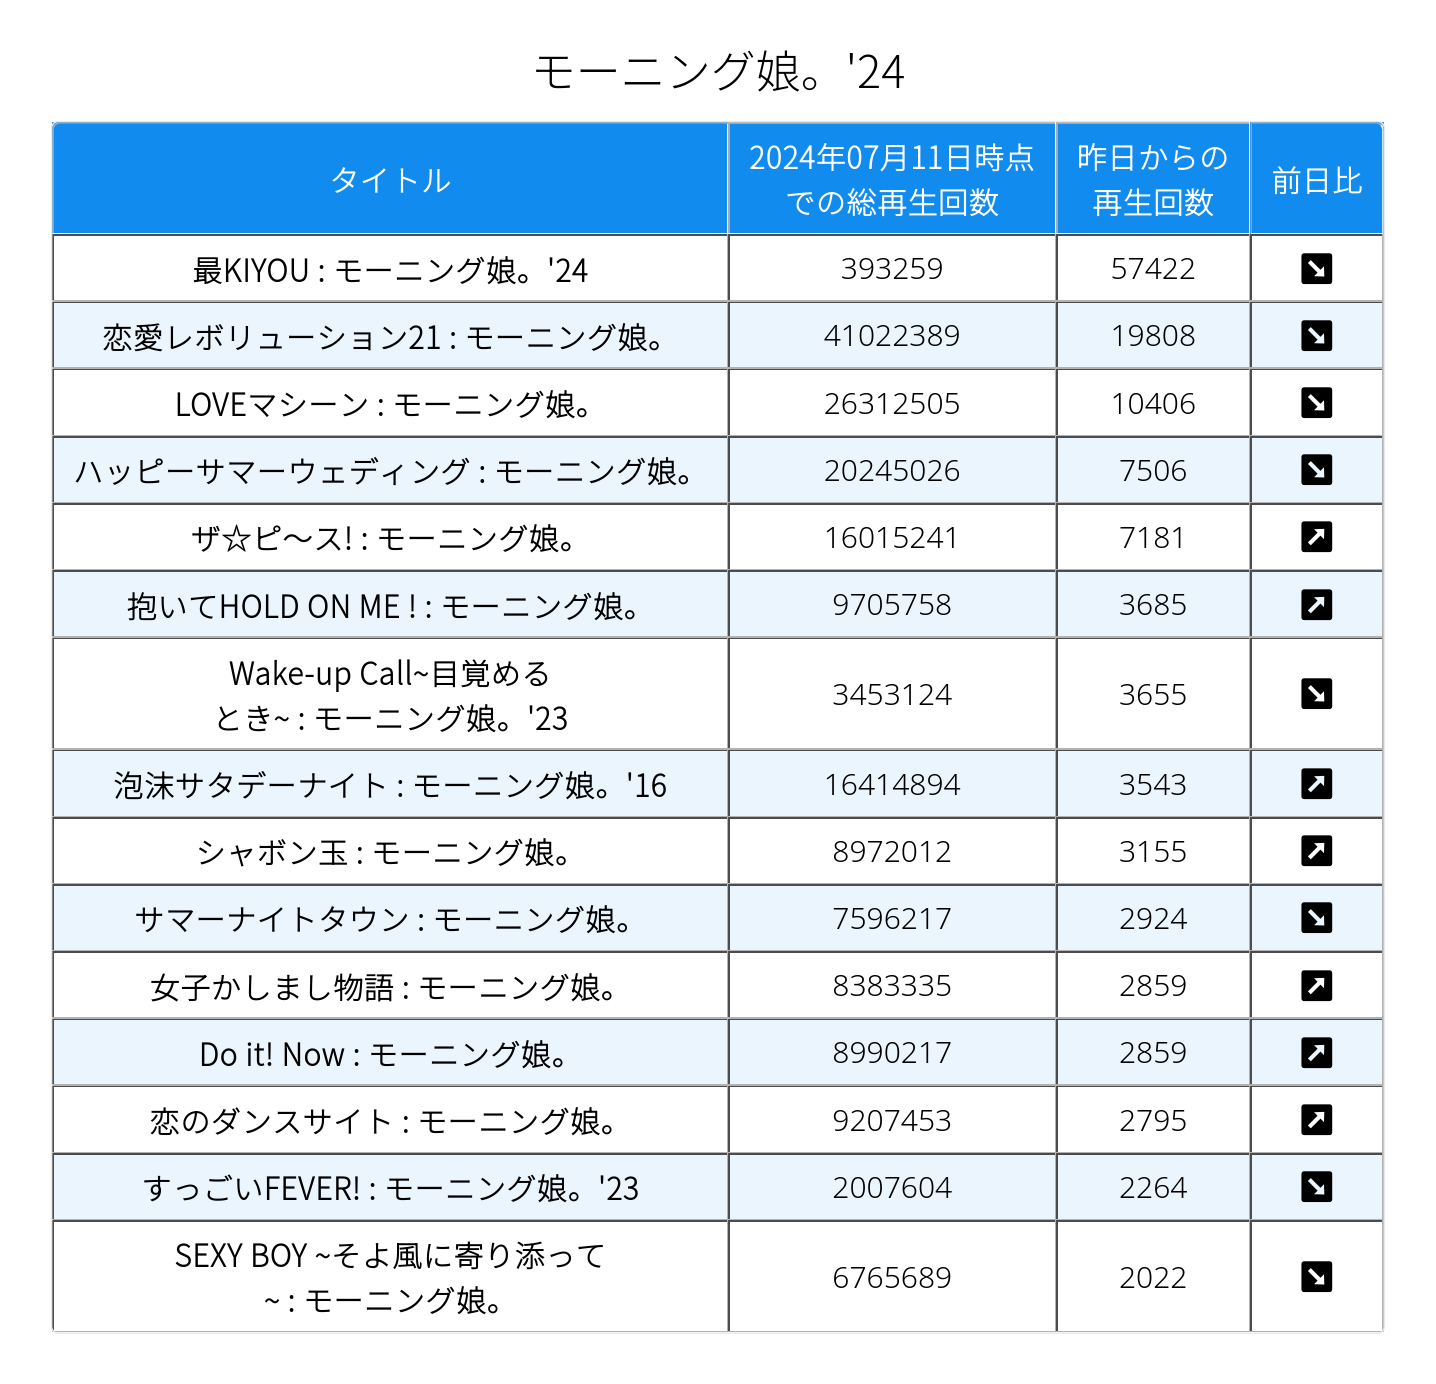 モーニング娘。'24
タイトル
2024年07月11日時点
での総再生回数
昨日からの
再生回数
前日比
最KIYOU : モーニング娘。'24 393259 57422 ↘
恋愛レボリューション21 : モーニング娘。 41022389 19808 ↘
LOVEマシーン : モーニング娘。 26312505 10406 ↘
ハッピーサマーウェディング : モーニング娘。 20245026 7506 ↘
ザ☆ピ〜ス! : モーニング娘。 16015241 7181 ↗
抱いてHOLD ON ME ! : モーニング娘。 9705758 3685 ↗
Wake-up Call~目覚める
とき~ : モーニング娘。'23
3453124 3655 ↘
泡沫サタデーナイト : モーニング娘。'16 16414894 3543 ↗
シャボン玉 : モーニング娘。 8972012 3155 ↗
サマーナイトタウン : モーニング娘。 7596217 2924 ↘
女子かしまし物語 : モーニング娘。 8383335 2859 ↗
Do it! Now : モーニング娘。 8990217 2859 ↗
恋のダンスサイト : モーニング娘。 9207453 2795 ↗
すっごいFEVER! : モーニング娘。'23 2007604 2264 ↘
SEXY BOY ~そよ風に寄り添って
~ : モーニング娘。
6765689 2022 ↘